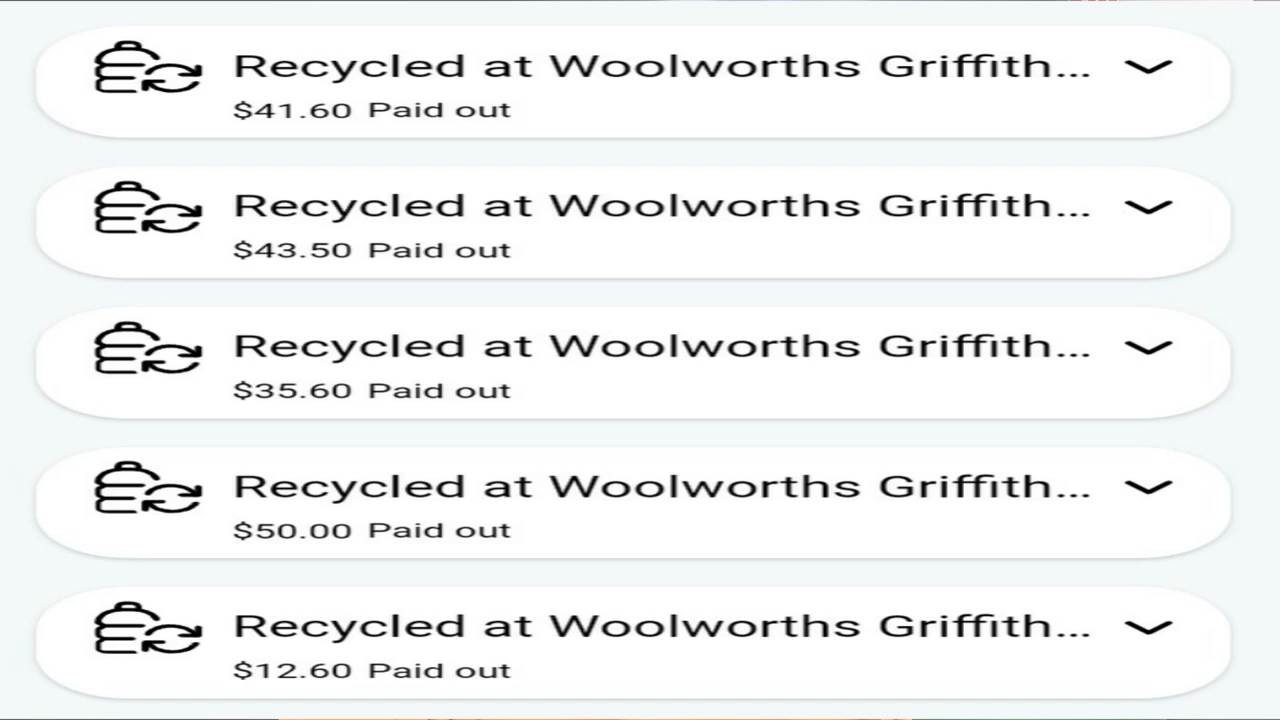 Recycled at Woolworths Griffith...
$41.60 Paid out
Recycled at Woolworths Griffith...
$43.50 Paid out
Recycled at Woolworths Griffith...
$35.60 Paid out
Recycled at Woolworths Griffith...
$50.00 Paid out
Recycled at Woolworths Griffith...
$12.60 Paid out